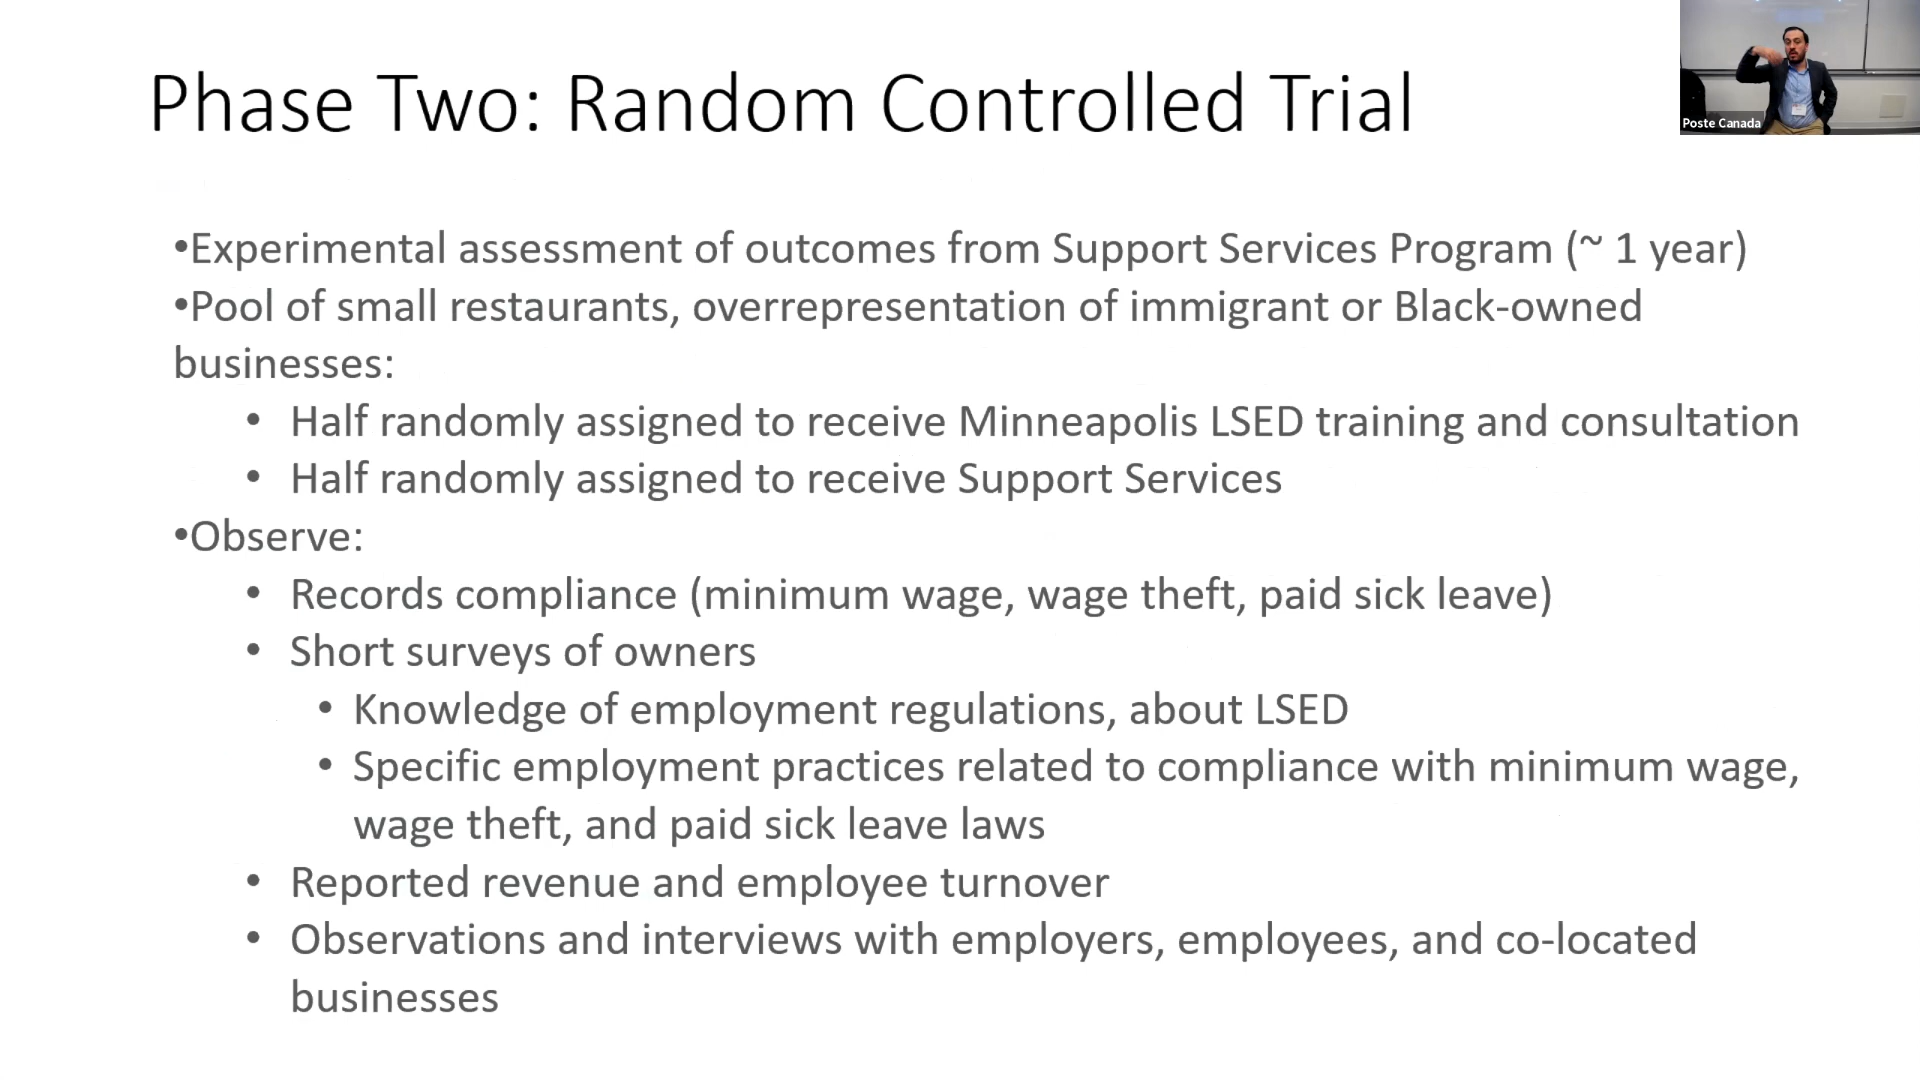 Phase Two: Random Controlled Trial
Poste Canada
•Experimental assessment of outcomes from Support Services Program (~ 1 year)
•Pool of small restaurants, overrepresentation of immigrant or Black-owned
businesses:
• Half randomly assigned to receive Minneapolis LSED training and consultation
• Half randomly assigned to receive Support Services
•Observe:
• Records compliance (minimum wage, wage theft, paid sick leave)
• Short surveys of owners
• Knowledge of employment regulations, about LSED
• Specific employment practices related to compliance with minimum wage,
wage theft, and paid sick leave laws
• Reported revenue and employee turnover
• Observations and interviews with employers, employees, and co-located
businesses